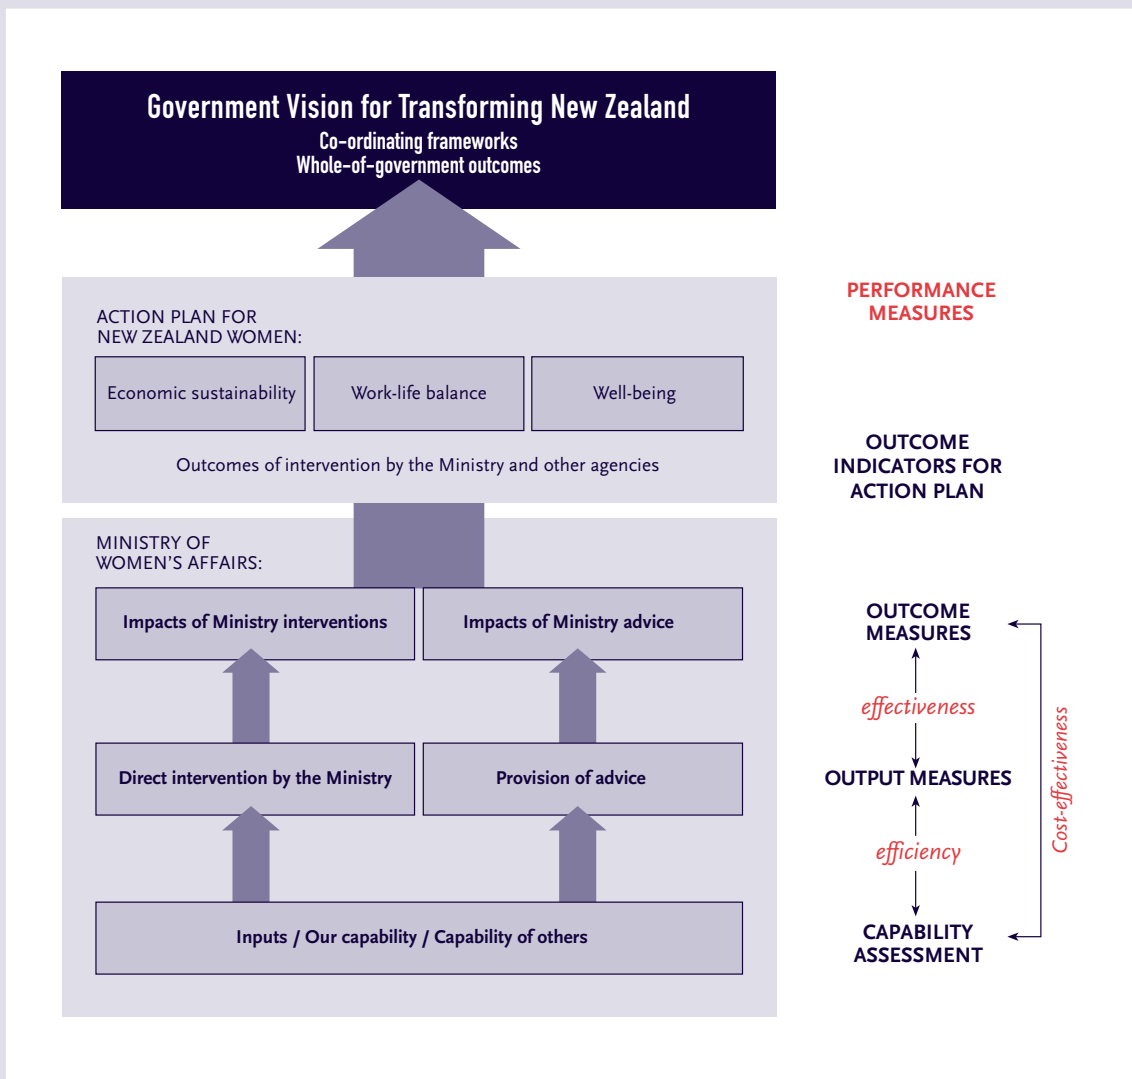 Government Vision for Transforming New Zealand
Co-ordinating frameworks
Whole-of-government outcomes
PERFORMANCE
MEASURES
ACTION PLAN FOR
NEW ZEALAND WOMEN:
Economic sustainability
Work-life balance
Well-being
Outcomes of intervention by the Ministry and other agencies
OUTCOME
INDICATORS FOR
ACTION PLAN
MINISTRY OF
WOMEN’S AFFAIRS:
Impacts of Ministry interventions
Impacts of Ministry advice
OUTCOME
MEASURES
effectiveness
Direct intervention by the Ministry
Provision of advice
OUTPUT MEASURES
Cost-effectiveness
efficiency
Inputs / Our capability / Capability of others
CAPABILITY
ASSESSMENT